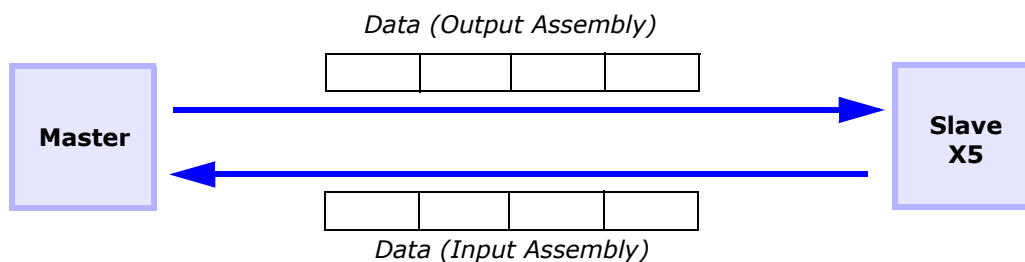 Data (Output Assembly)
Master
Slave
X5
Data (Input Assembly)